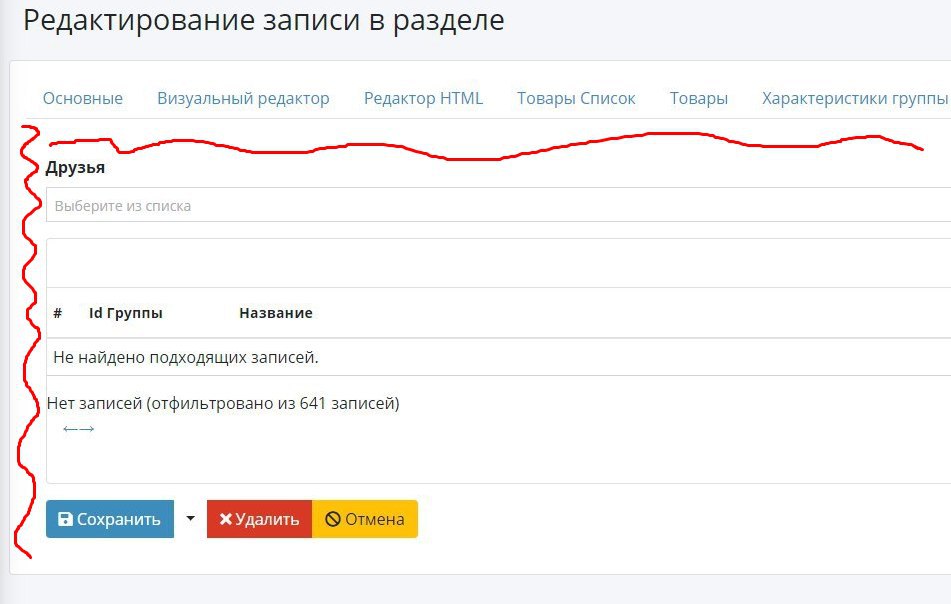 Редактирование записи в разделе
Основные Визуальный редактор Редактор HTML Товары Список Товары Характеристики группы
Друзья
Выберите из списка
# Id Группы Название
Не найдено подходящих записей.
Нет записей (отфильтровано из 641 записей)
←→
Сохранить Удалить Отмена